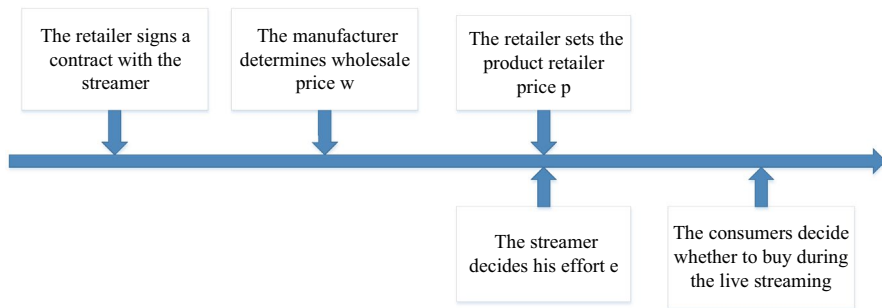 The retailer signs a
contract with the
streamer
The manufacturer
determines wholesale
price w
The retailer sets the
product retailer
price p
The streamer
decides his effort e
The consumers decide
whether to buy during
the live streaming